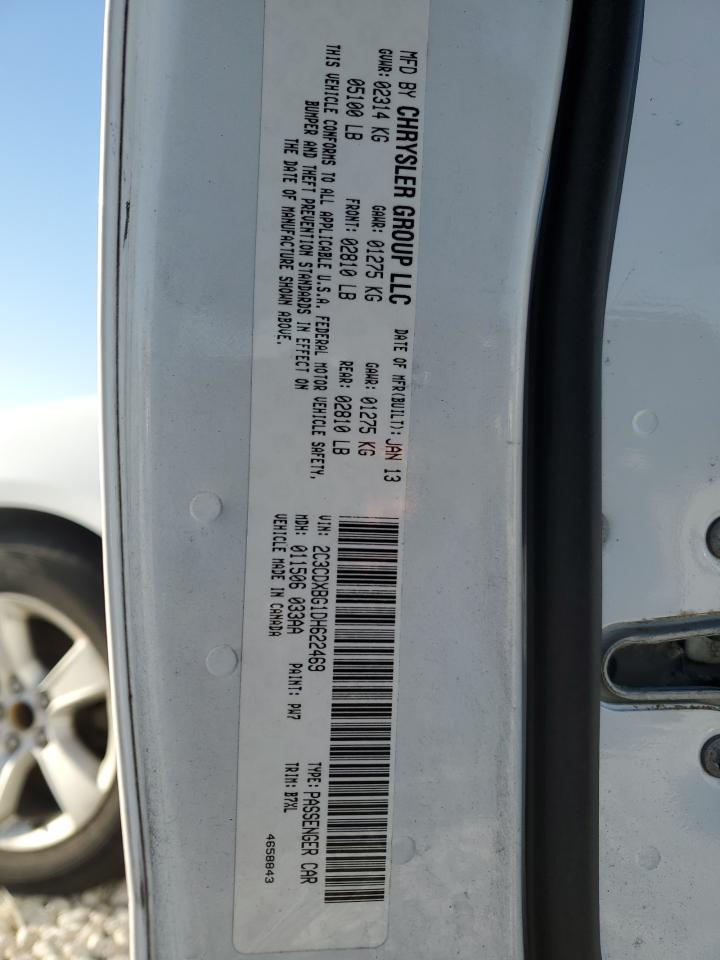 MFD BY CHRYSLER GROUP LLC DATE OF MFR(BUILT): JAN 13
GVWR: 02314 KG GAWR: 01275 KG GAWR: 01275 KG
05100 LB FRONT: 02810 LB REAR: 02810 LB
THIS VEHICLE CONFORMS TO ALL APPLICABLE U.S.A. FEDERAL MOTOR VEHICLE SAFETY,
BUMPER AND THEFT PREVENTION STANDARDS IN EFFECT ON
THE DATE OF MANUFACTURE SHOWN ABOVE.
VIN: 2C3CDXBG1DH622469 TYPE: PASSENGER CAR
MDH: 011506 033AA PAINT: PW7 TRIM: B7XL
VEHICLE MADE IN CANADA
4658843